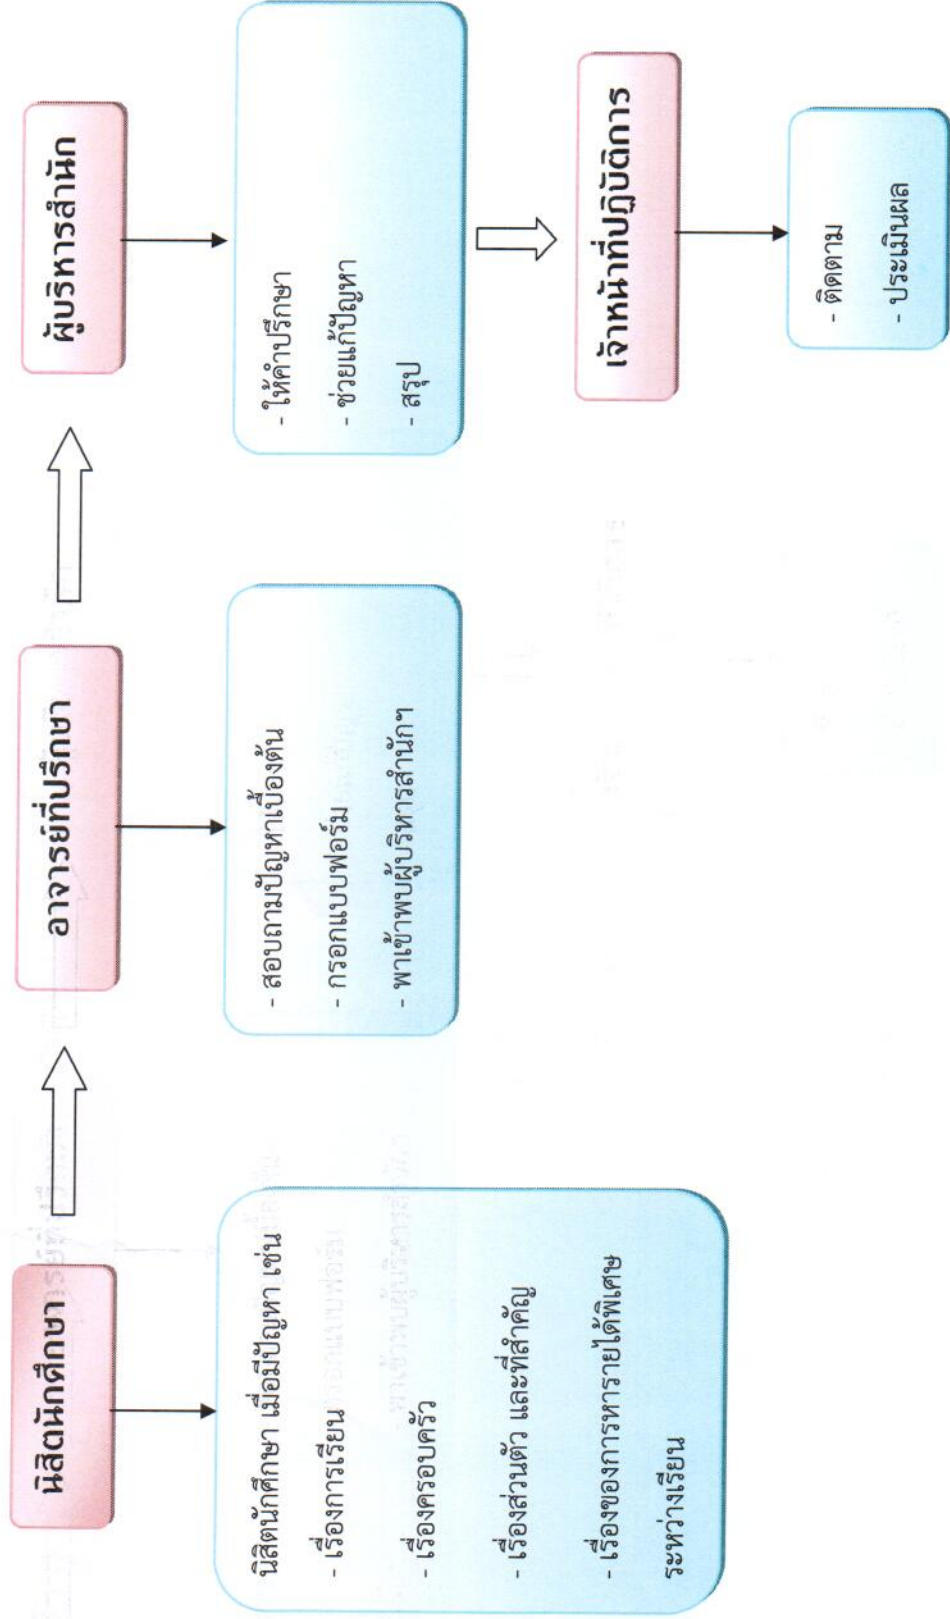 นิสิตนักศึกษา
นิสิตนักศึกษา เมื่อมีปัญหา เช่น
- เรื่องการเรียน
- เรื่องครอบครัว
- เรื่องส่วนตัว และที่สำคัญ
- เรื่องของการหารายได้พิเศษ
ระหว่างเรียน
อาจารย์ที่ปรึกษา
- สอบถามปัญหาเบื้องต้น
- กรอกแบบฟอร์ม
- พาเข้าพบผู้บริหารสำนักฯ
ผู้บริหารสำนัก
- ให้คำปรึกษา
- ช่วยแก้ปัญหา
- สรุป
เจ้าหน้าที่ปฏิบัติการ
- ติดตาม
- ประเมินผล